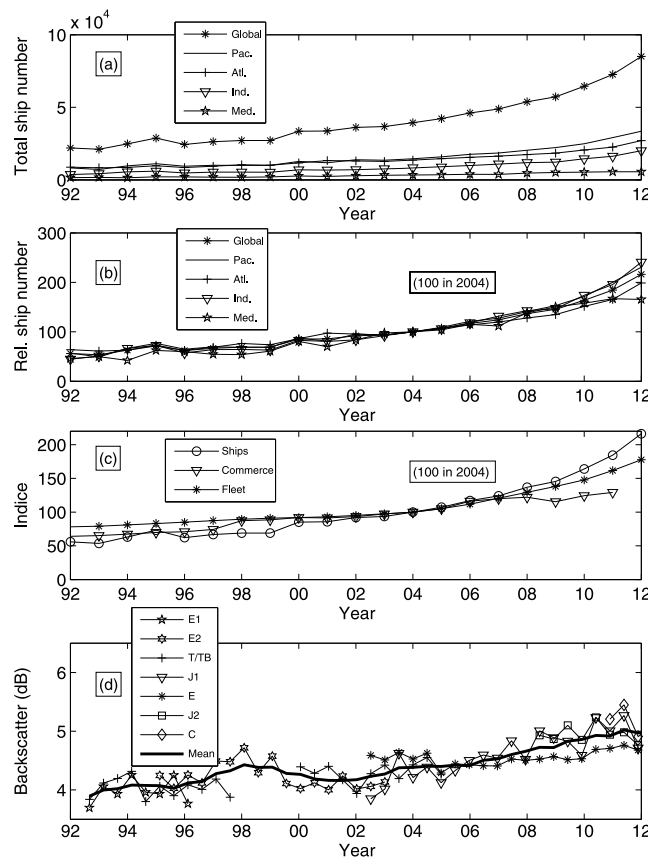 x 10⁴
10
5
0
Total ship number
(a)
Global
Pac.
Atl.
Ind.
Med.
92 94 96 98 00 02 04 06 08 10 12
Year
300
200
100
0
Rel. ship number
(b)
Global
Pac.
Atl.
Ind.
Med.
(100 in 2004)
92 94 96 98 00 02 04 06 08 10 12
Year
200
150
100
50
0
Indice
(c)
Ships
Commerce
Fleet
(100 in 2004)
92 94 96 98 00 02 04 06 08 10 12
Year
6
5
4
Backscatter (dB)
(d)
E1
E2
T/TB
J1
E
J2
C
Mean
92 94 96 98 00 02 04 06 08 10 12
Year